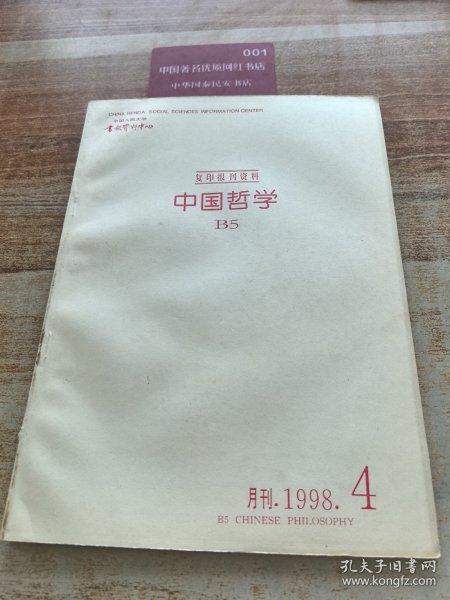 001
中国著名优质网红书店
中华国泰民安书店
CHINA RENDA SOCIAL SCIENCES INFORMATION CENTER
中国人民大学
书报资料中心
复印报刊资料
中国哲学
B5
月刊.1998.4
B5 CHINESE PHILOSOPHY
孔夫子旧书网
www.kongfz.com